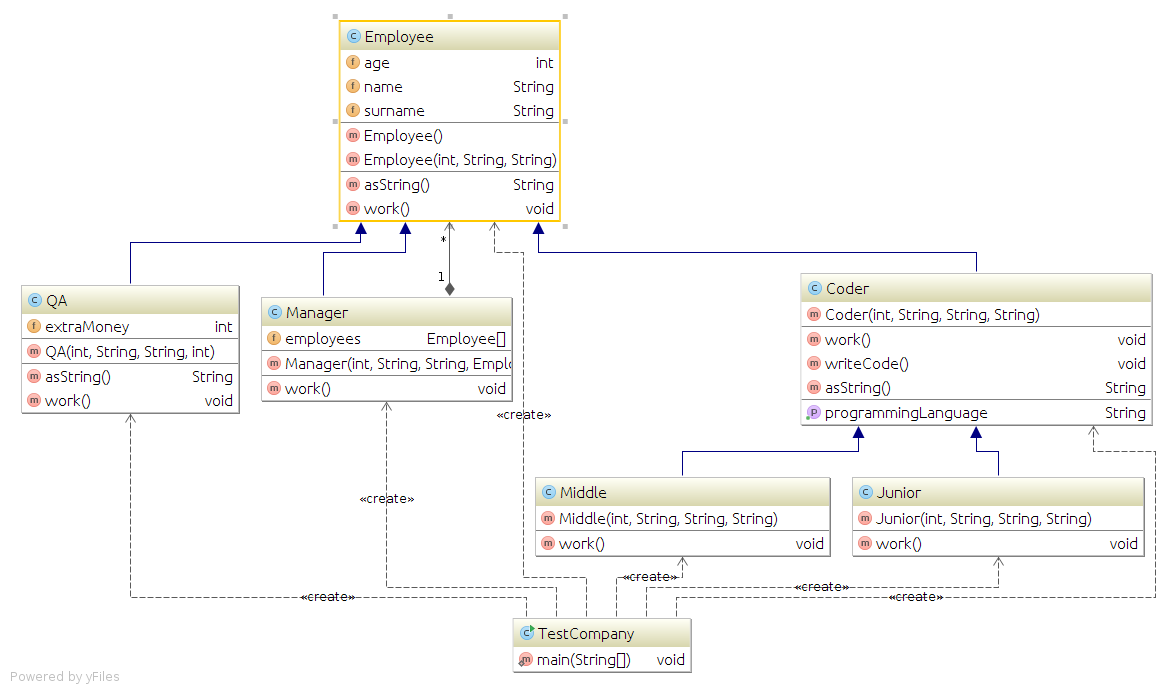 Employee
age int
name String
surname String
Employee()
Employee(int, String, String)
asString() String
work() void
*
1
QA
extraMoney int
QA(int, String, String, int)
asString() String
work() void
Manager
employees Employee[]
Manager(int, String, String, Emplo
work() void
Coder
Coder(int, String, String, String)
work() void
writeCode() void
asString() String
programmingLanguage String
«create»
«create»
Middle
Middle(int, String, String, String)
work() void
Junior
Junior(int, String, String, String)
work() void
«create»
«create»
«create»
«create»
TestCompany
main(String[]) void
Powered by yFiles